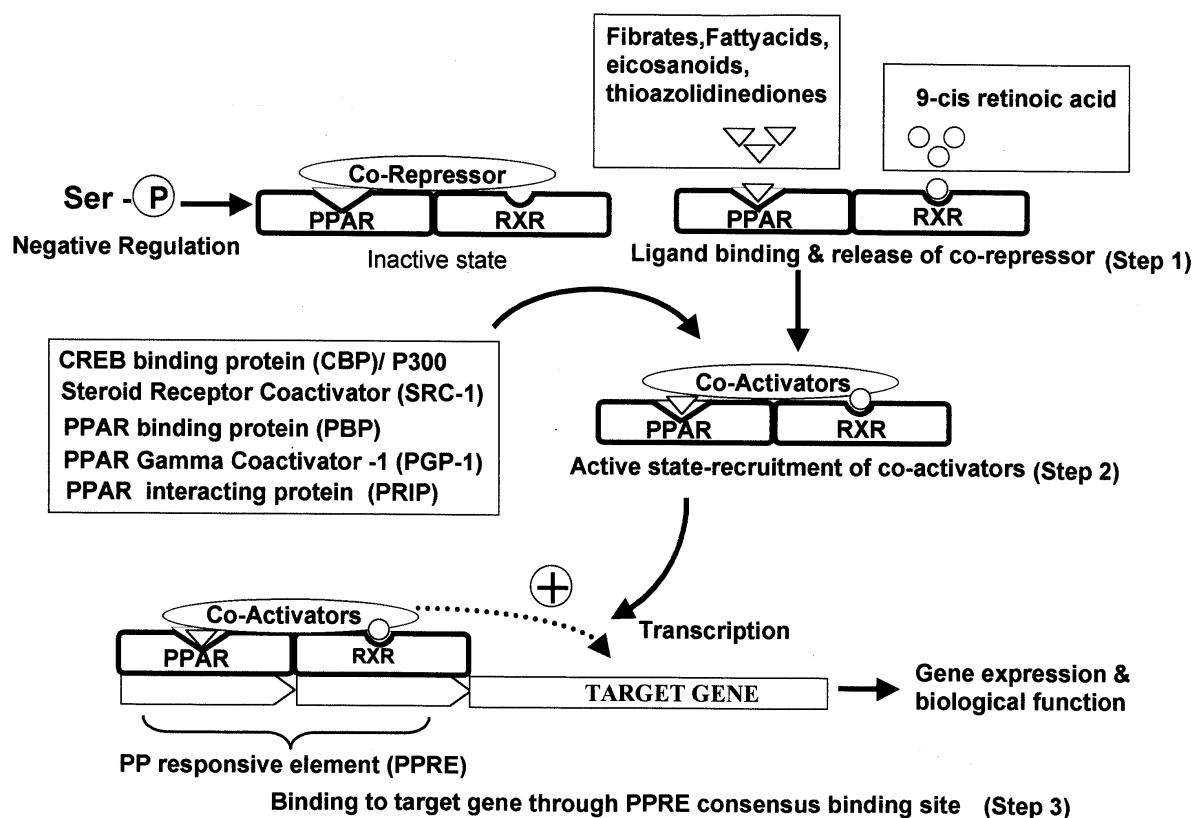 Fibrates,Fattyacids,
eicosanoids,
thioazolidinediones
9-cis retinoic acid
Co-Repressor
Ser - P
PPAR
RXR
PPAR
RXR
Negative Regulation
Inactive state
Ligand binding & release of co-repressor (Step 1)
CREB binding protein (CBP)/ P300
Steroid Receptor Coactivator (SRC-1)
PPAR binding protein (PBP)
PPAR Gamma Coactivator -1 (PGP-1)
PPAR interacting protein (PRIP)
Co-Activators
PPAR
RXR
Active state-recruitment of co-activators (Step 2)
+
Co-Activators
PPAR
RXR
Transcription
TARGET GENE
Gene expression &
biological function
PP responsive element (PPRE)
Binding to target gene through PPRE consensus binding site (Step 3)